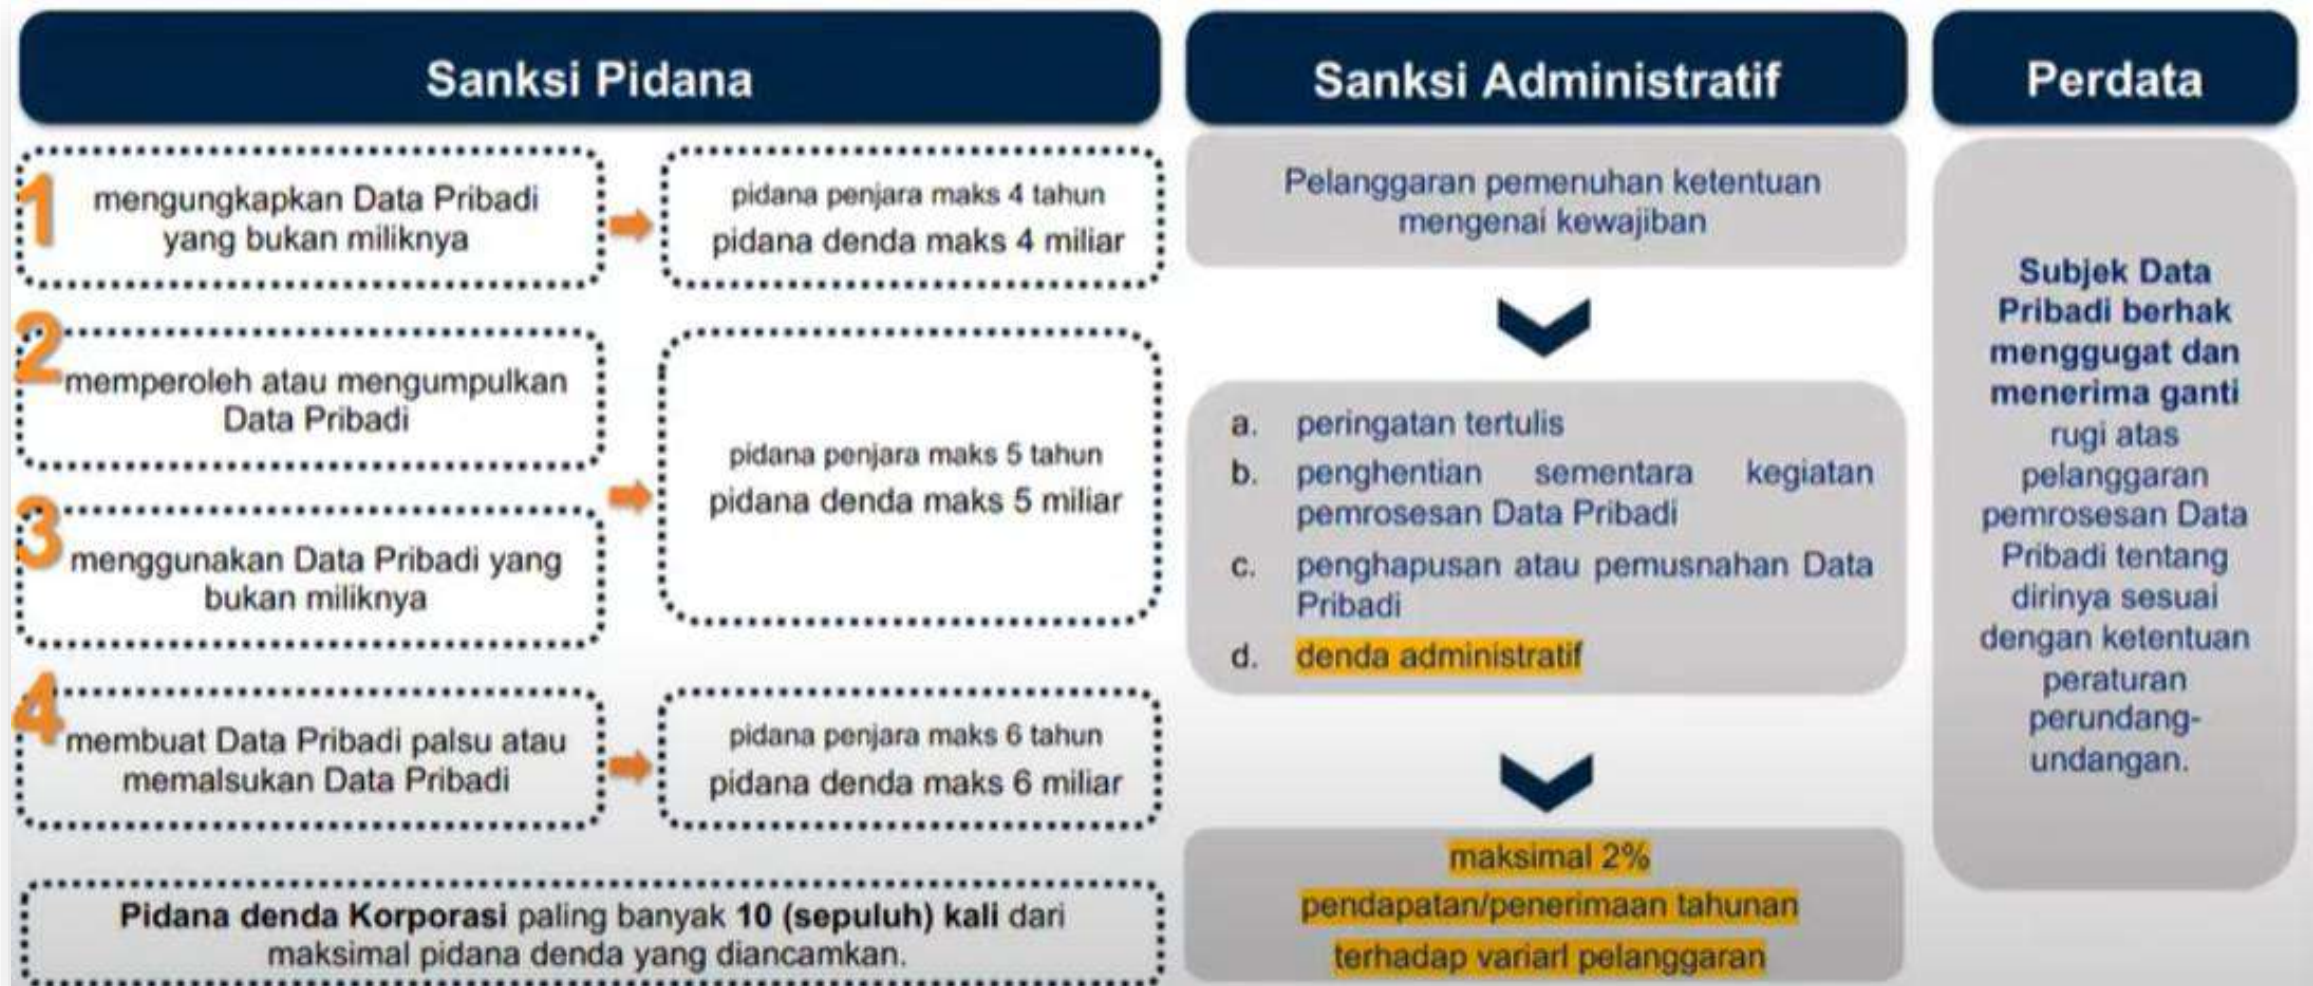 Sanksi Pidana
1
mengungkapkan Data Pribadi
yang bukan miliknya
pidana penjara maks 4 tahun
pidana denda maks 4 miliar
2
memperoleh atau mengumpulkan
Data Pribadi
3
menggunakan Data Pribadi yang
bukan miliknya
pidana penjara maks 5 tahun
pidana denda maks 5 miliar
4
membuat Data Pribadi palsu atau
memalsukan Data Pribadi
pidana penjara maks 6 tahun
pidana denda maks 6 miliar
Pidana denda Korporasi paling banyak 10 (sepuluh) kali dari
maksimal pidana denda yang diancamkan.
Sanksi Administratif
Pelanggaran pemenuhan ketentuan
mengenai kewajiban
a. peringatan tertulis
b. penghentian sementara kegiatan
pemrosesan Data Pribadi
c. penghapusan atau pemusnahan Data
Pribadi
d. denda administratif
maksimal 2%
pendapatan/penerimaan tahunan
terhadap variarl pelanggaran
Perdata
Subjek Data
Pribadi berhak
menggugat dan
menerima ganti
rugi atas
pelanggaran
pemrosesan Data
Pribadi tentang
dirinya sesuai
dengan ketentuan
peraturan
perundang-
undangan.